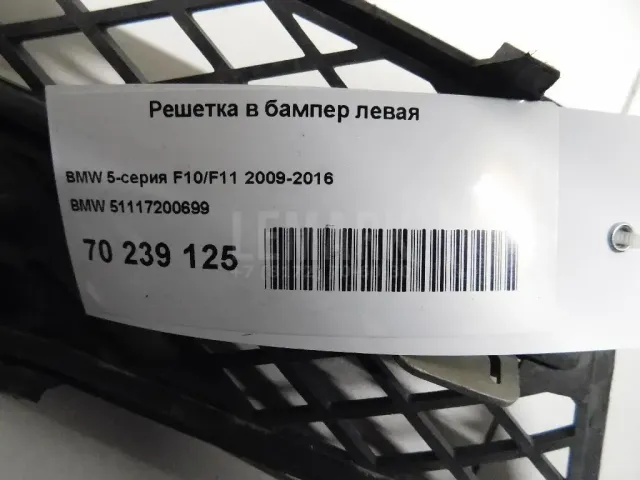 Решетка в бампер левая
BMW 5-серия F10/F11 2009-2016
BMW 51117200699
70 239 125